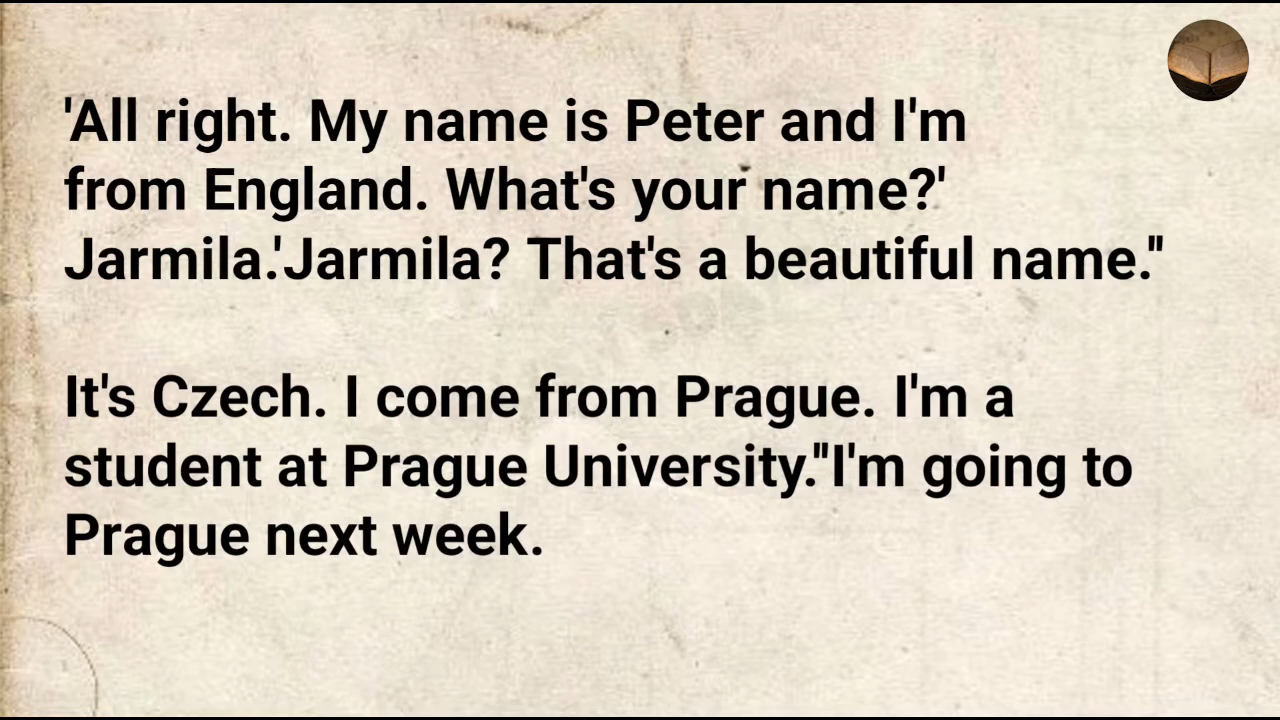 'All right. My name is Peter and I'm
from England. What's your name?'
Jarmila.'Jarmila? That's a beautiful name."
It's Czech. I come from Prague. I'm a
student at Prague University."I'm going to
Prague next week.